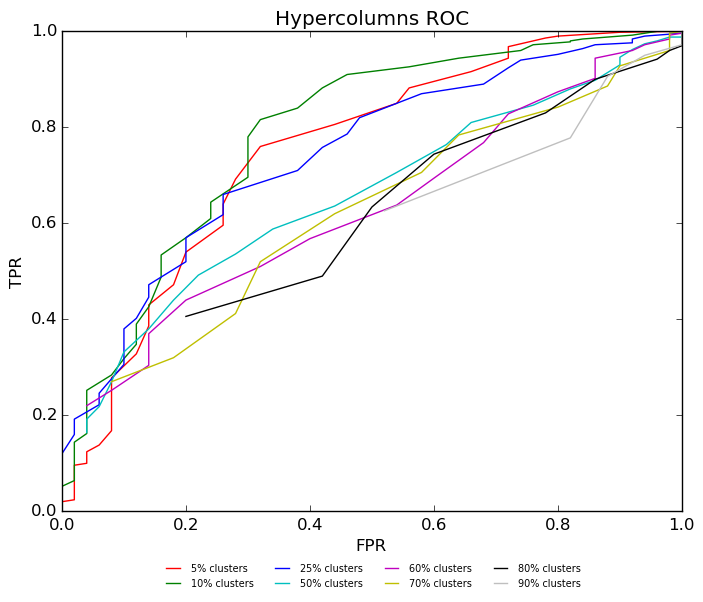 Hypercolumns ROC
1.0
0.8
0.6
0.4
0.2
0.0
TPR
0.0 0.2 0.4 0.6 0.8 1.0
FPR
5% clusters 25% clusters 60% clusters 80% clusters
10% clusters 50% clusters 70% clusters 90% clusters